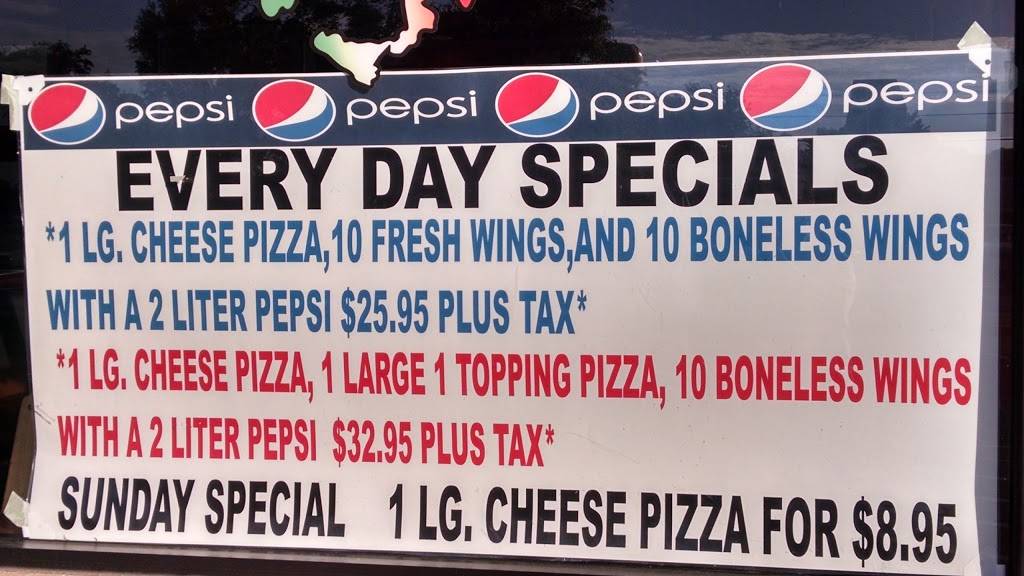 pepsi pepsi pepsi pepsi
EVERY DAY SPECIALS
*1 LG. CHEESE PIZZA,10 FRESH WINGS,AND 10 BONELESS WINGS
WITH A 2 LITER PEPSI $25.95 PLUS TAX*
*1 LG. CHEESE PIZZA, 1 LARGE 1 TOPPING PIZZA, 10 BONELESS WINGS
WITH A 2 LITER PEPSI $32.95 PLUS TAX*
SUNDAY SPECIAL 1 LG. CHEESE PIZZA FOR $8.95